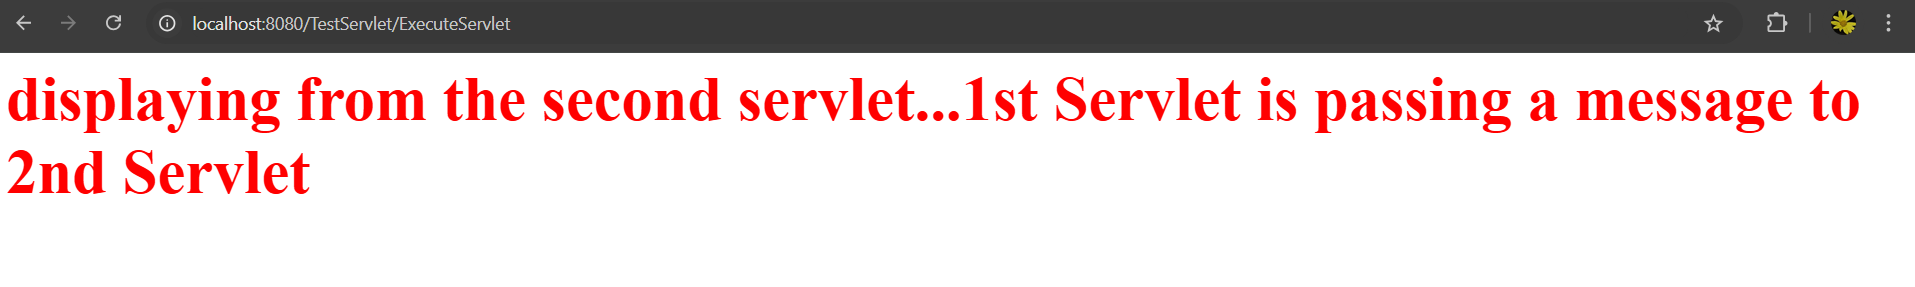 localhost:8080/TestServlet/ExecuteServlet
displaying from the second servlet...1st Servlet is passing a message to
2nd Servlet